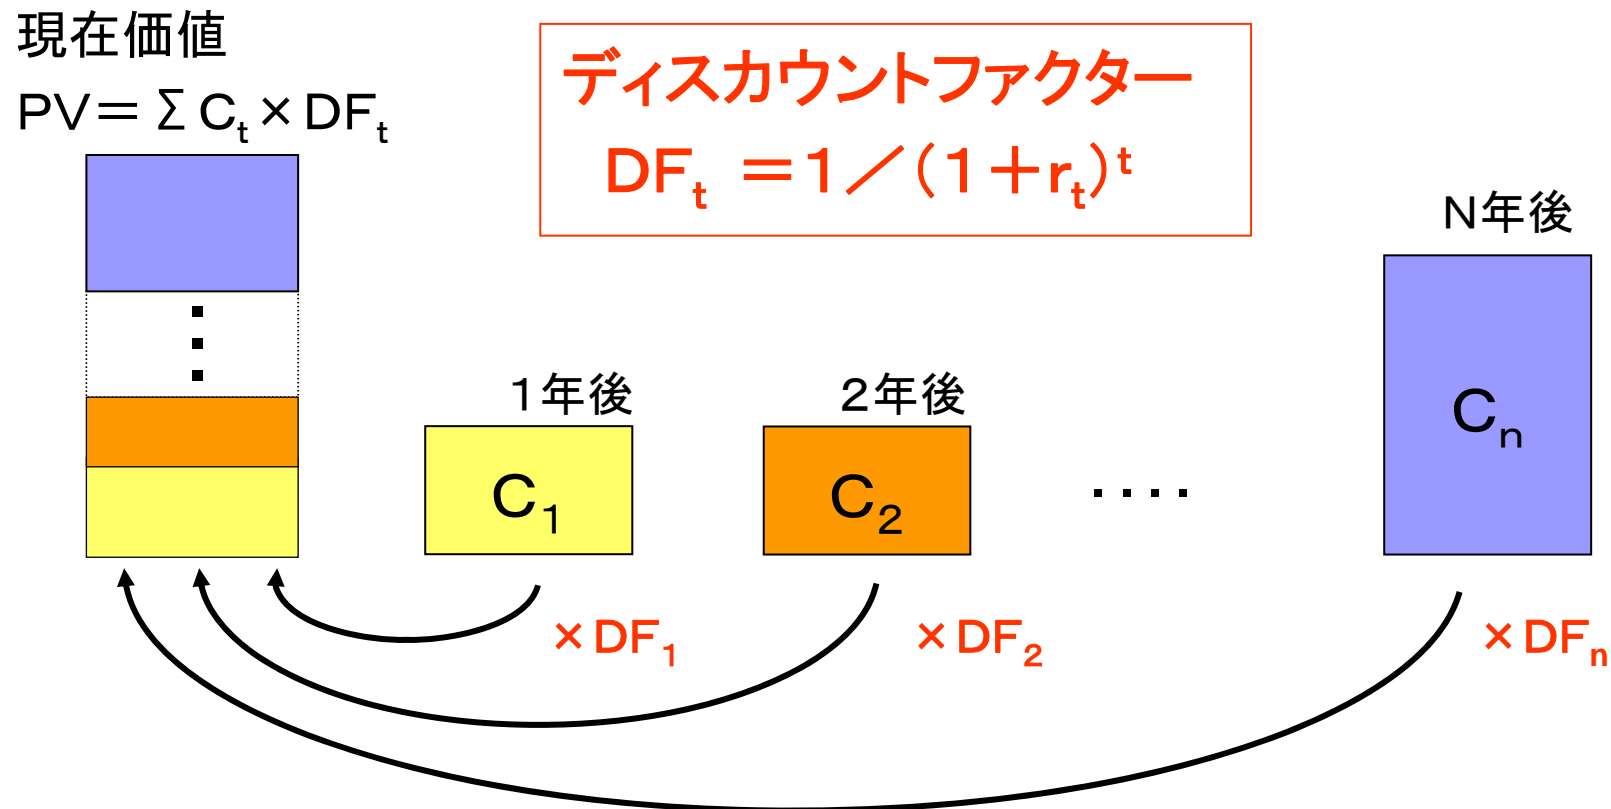 現在価値
PV=ΣCt×DFt
ディスカウントファクター
DFt =1/(1+rt)t
N年後
1年後
2年後
Cn
C1
C2
････
×DF1
×DF2
×DFn